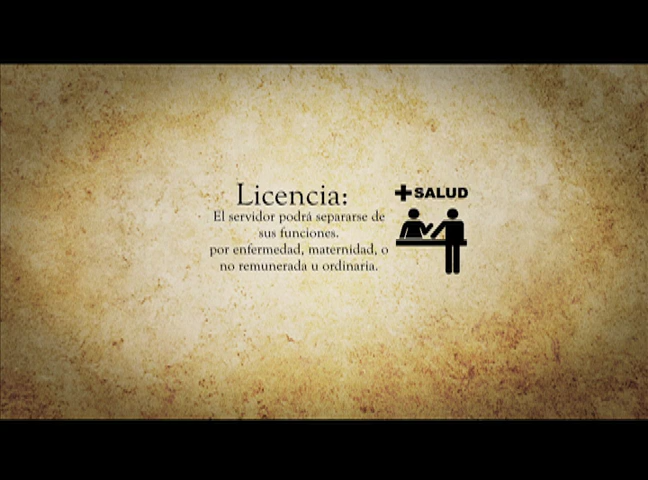 Licencia:
El servidor podrá separarse de
sus funciones.
por enfermedad, maternidad, o
no remunerada u ordinaria.
+SALUD